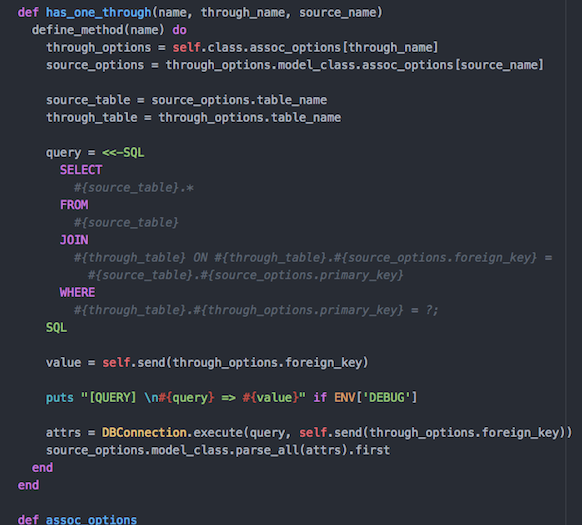 def has_one_through(name, through_name, source_name)
  define_method(name) do
    through_options = self.class.assoc_options[through_name]
    source_options = through_options.model_class.assoc_options[source_name]

    source_table = source_options.table_name
    through_table = through_options.table_name

    query = <<-SQL
      SELECT
        #{source_table}.*
      FROM
        #{source_table}
      JOIN
        #{through_table} ON #{through_table}.#{source_options.foreign_key} =
          #{source_table}.#{source_options.primary_key}
      WHERE
        #{through_table}.#{through_options.primary_key} = ?;
    SQL

    value = self.send(through_options.foreign_key)

    puts "[QUERY] \n#{query} => #{value}" if ENV['DEBUG']

    attrs = DBConnection.execute(query, self.send(through_options.foreign_key))
    source_options.model_class.parse_all(attrs).first
  end
end

def assoc_options